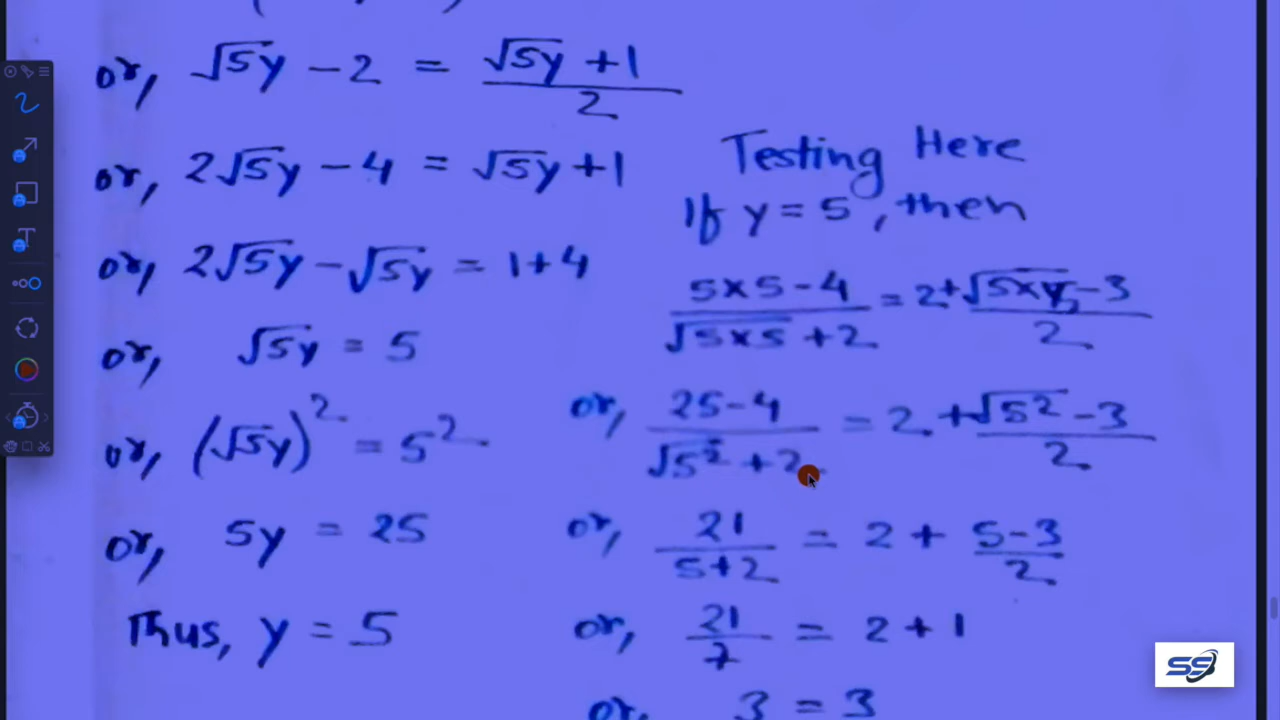 or, √5y - 2 = (√5y + 1)/2
or, 2√5y - 4 = √5y + 1
or, 2√5y - √5y = 1 + 4
or, √5y = 5
or, (√5y)² = 5²
or, 5y = 25
Thus, y = 5
Testing Here
If y = 5, then
(5×5-4)/(√5×5 + 2) = 2 + (√5×5 - 3)/2
or, (25-4)/(√5² + 2) = 2 + (√5² - 3)/2
or, 21/(5+2) = 2 + (5-3)/2
or, 21/7 = 2 + 1
or, 3 = 3
SS